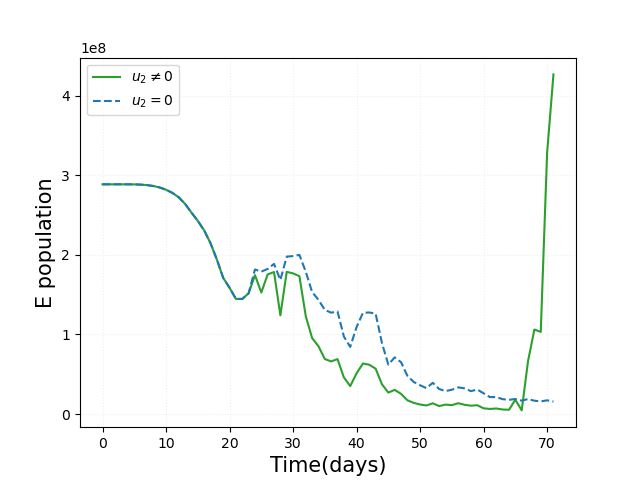 1e8
u₂ ≠ 0
u₂ = 0
4
3
2
1
0
E population
0 10 20 30 40 50 60 70
Time(days)